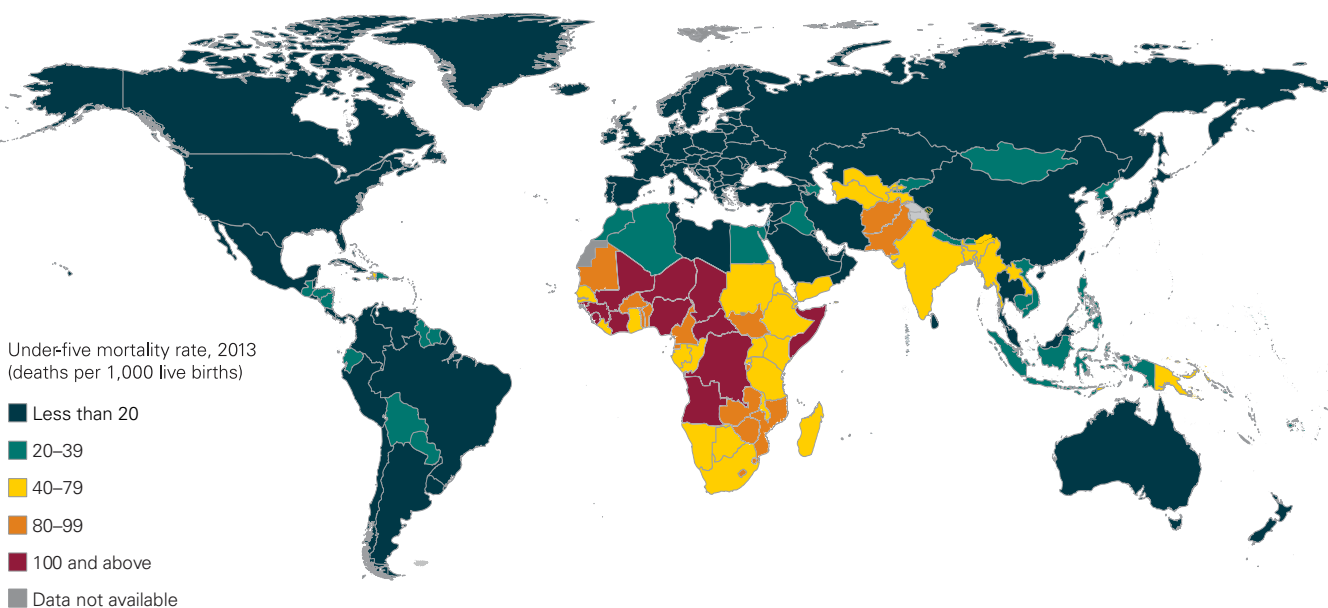 Under-five mortality rate, 2013
(deaths per 1,000 live births)
Less than 20
20–39
40–79
80–99
100 and above
Data not available